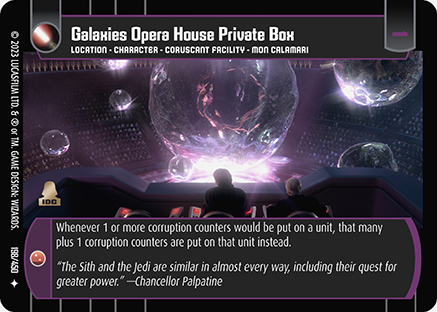 Galaxies Opera House Private Box
LOCATION - CHARACTER - CORUSCANT FACILITY - MON CALAMARI
© 2023 LUCASFILM LTD. & ® or TM. GAME DESIGN: WIZARDS.
198/450
IDC
Whenever 1 or more corruption counters would be put on a unit, that many
plus 1 corruption counters are put on that unit instead.
“The Sith and the Jedi are similar in almost every way, including their quest for
greater power.” —Chancellor Palpatine